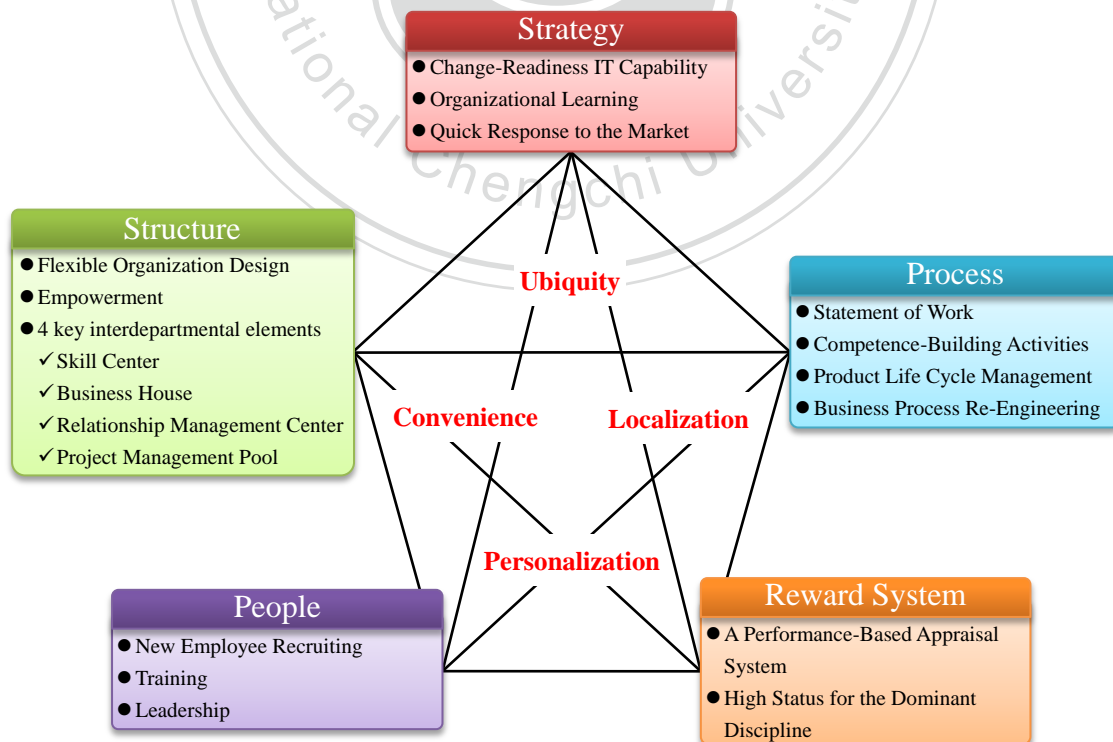 Strategy
● Change-Readiness IT Capability
● Organizational Learning
● Quick Response to the Market
ational Chengchi Universit
Structure
● Flexible Organization Design
● Empowerment
● 4 key interdepartmental elements
✓ Skill Center
✓ Business House
✓ Relationship Management Center
✓ Project Management Pool
Ubiquity
Process
● Statement of Work
● Competence-Building Activities
● Product Life Cycle Management
● Business Process Re-Engineering
Convenience
Localization
Personalization
People
● New Employee Recruiting
● Training
● Leadership
Reward System
● A Performance-Based Appraisal
System
● High Status for the Dominant
Discipline